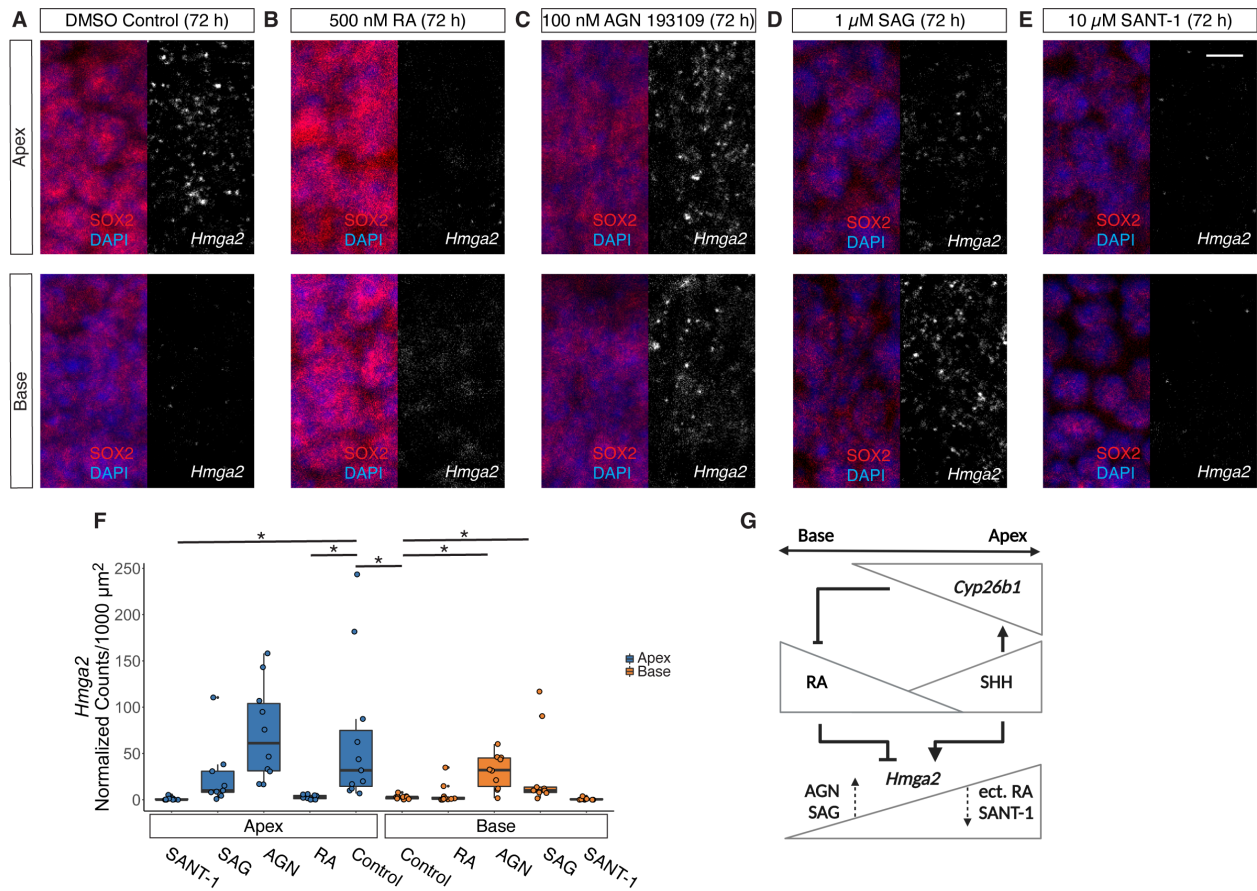 A DMSO Control (72 h) B 500 nM RA (72 h) C 100 nM AGN 193109 (72 h) D 1 µM SAG (72 h) E 10 µM SANT-1 (72 h)
Apex
SOX2 SOX2 SOX2 SOX2 SOX2
DAPI Hmga2 DAPI Hmga2 DAPI Hmga2 DAPI Hmga2 DAPI Hmga2
Base
SOX2 SOX2 SOX2 SOX2 SOX2
DAPI Hmga2 DAPI Hmga2 DAPI Hmga2 DAPI Hmga2 DAPI Hmga2
F
* *
* *
*
Hmga2
Normalized Counts/1000 µm²
250
200
150
100
50
0
Apex
Base
Apex Base
SANT-1 SAG AGN RA Control Control RA AGN SAG SANT-1
G
Base Apex
Cyp26b1
RA SHH
Hmga2
AGN ect. RA
SAG SANT-1